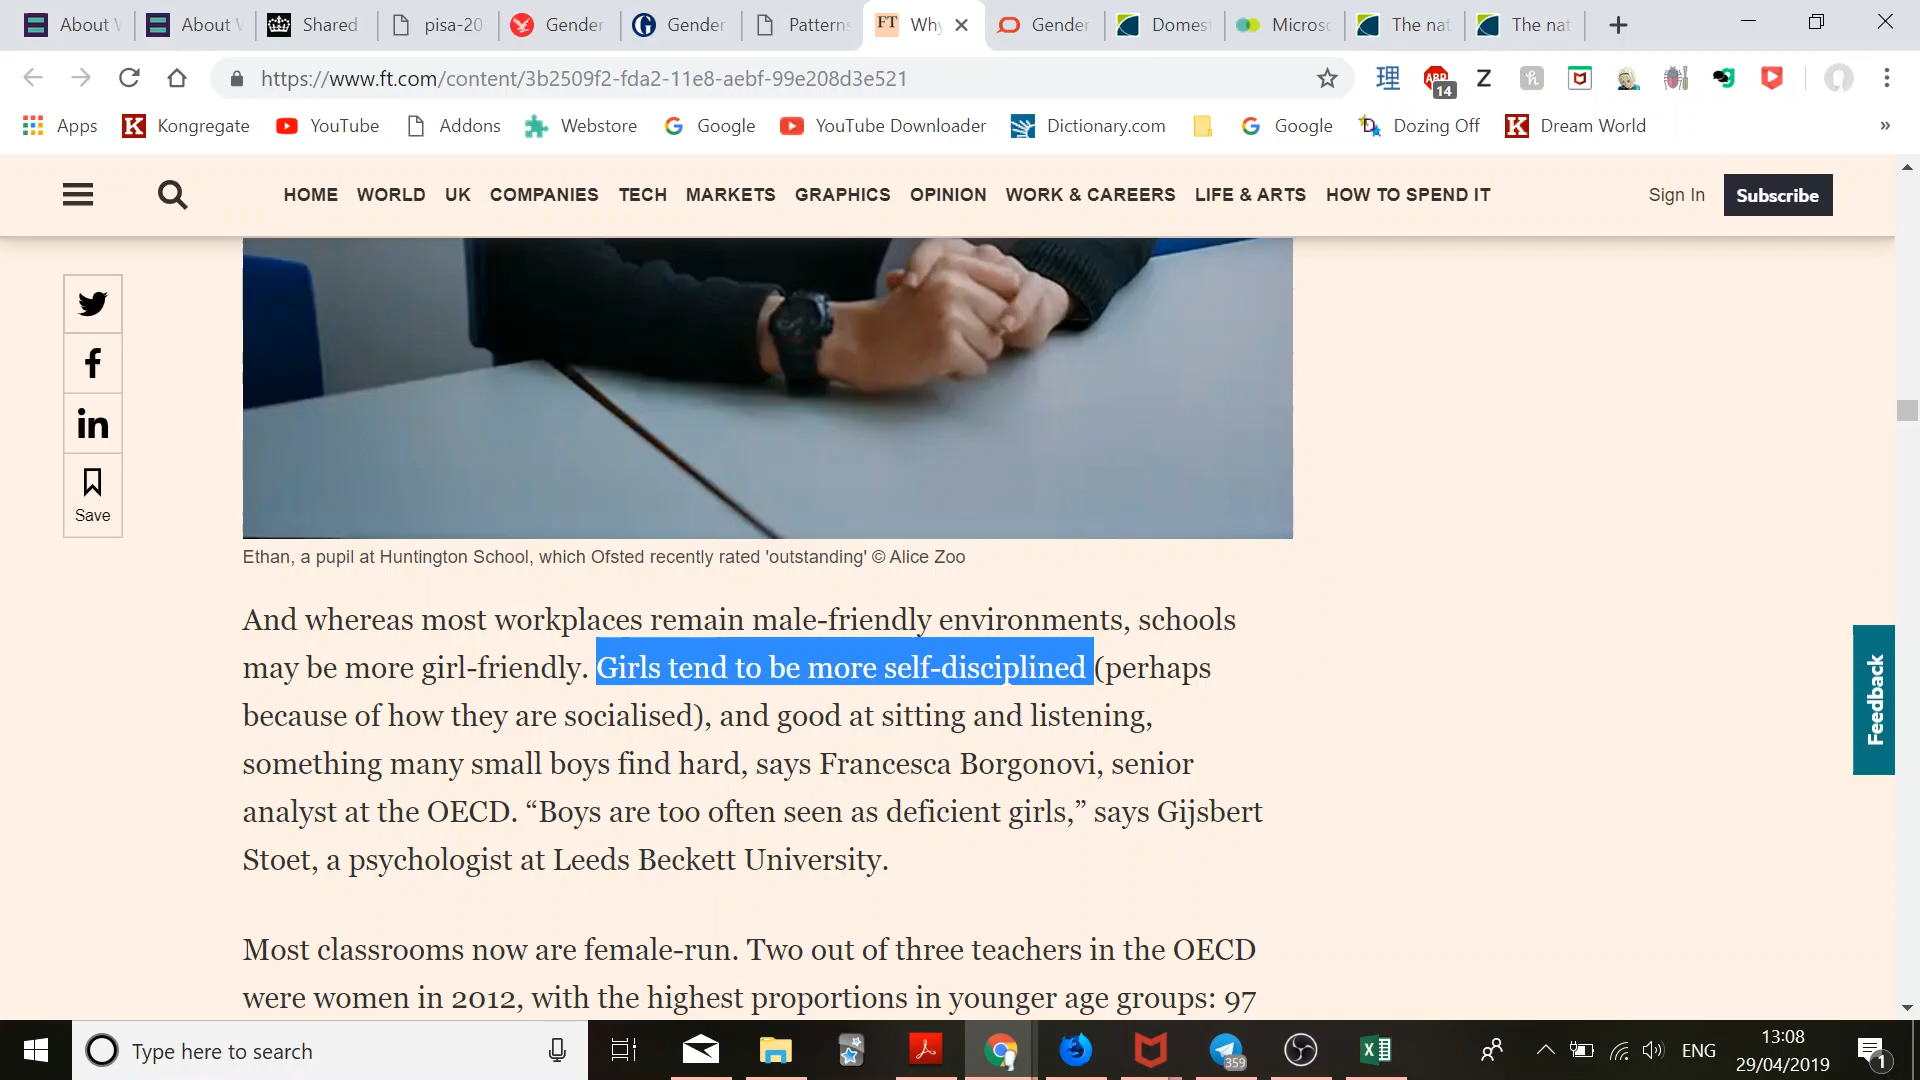 About V
About V
Shared
pisa-20
Gender
Gender
Patterns
FT Why
Gender
Domest
Microsc
The nat
The nat
https://www.ft.com/content/3b2509f2-fda2-11e8-aebf-99e208d3e521
理
ABP
14
Z
Apps
Kongregate
YouTube
Addons
Webstore
Google
YouTube Downloader
Dictionary.com
Google
Dozing Off
Dream World
»
HOME WORLD UK COMPANIES TECH MARKETS GRAPHICS OPINION WORK & CAREERS LIFE & ARTS HOW TO SPEND IT
Sign In
Subscribe
Save
Ethan, a pupil at Huntington School, which Ofsted recently rated 'outstanding' © Alice Zoo
And whereas most workplaces remain male-friendly environments, schools
may be more girl-friendly. Girls tend to be more self-disciplined (perhaps
because of how they are socialised), and good at sitting and listening,
something many small boys find hard, says Francesca Borgonovi, senior
analyst at the OECD. “Boys are too often seen as deficient girls,” says Gijsbert
Stoet, a psychologist at Leeds Beckett University.
Most classrooms now are female-run. Two out of three teachers in the OECD
were women in 2012, with the highest proportions in younger age groups: 97
Feedback
Type here to search
359
ENG
13:08
29/04/2019
1